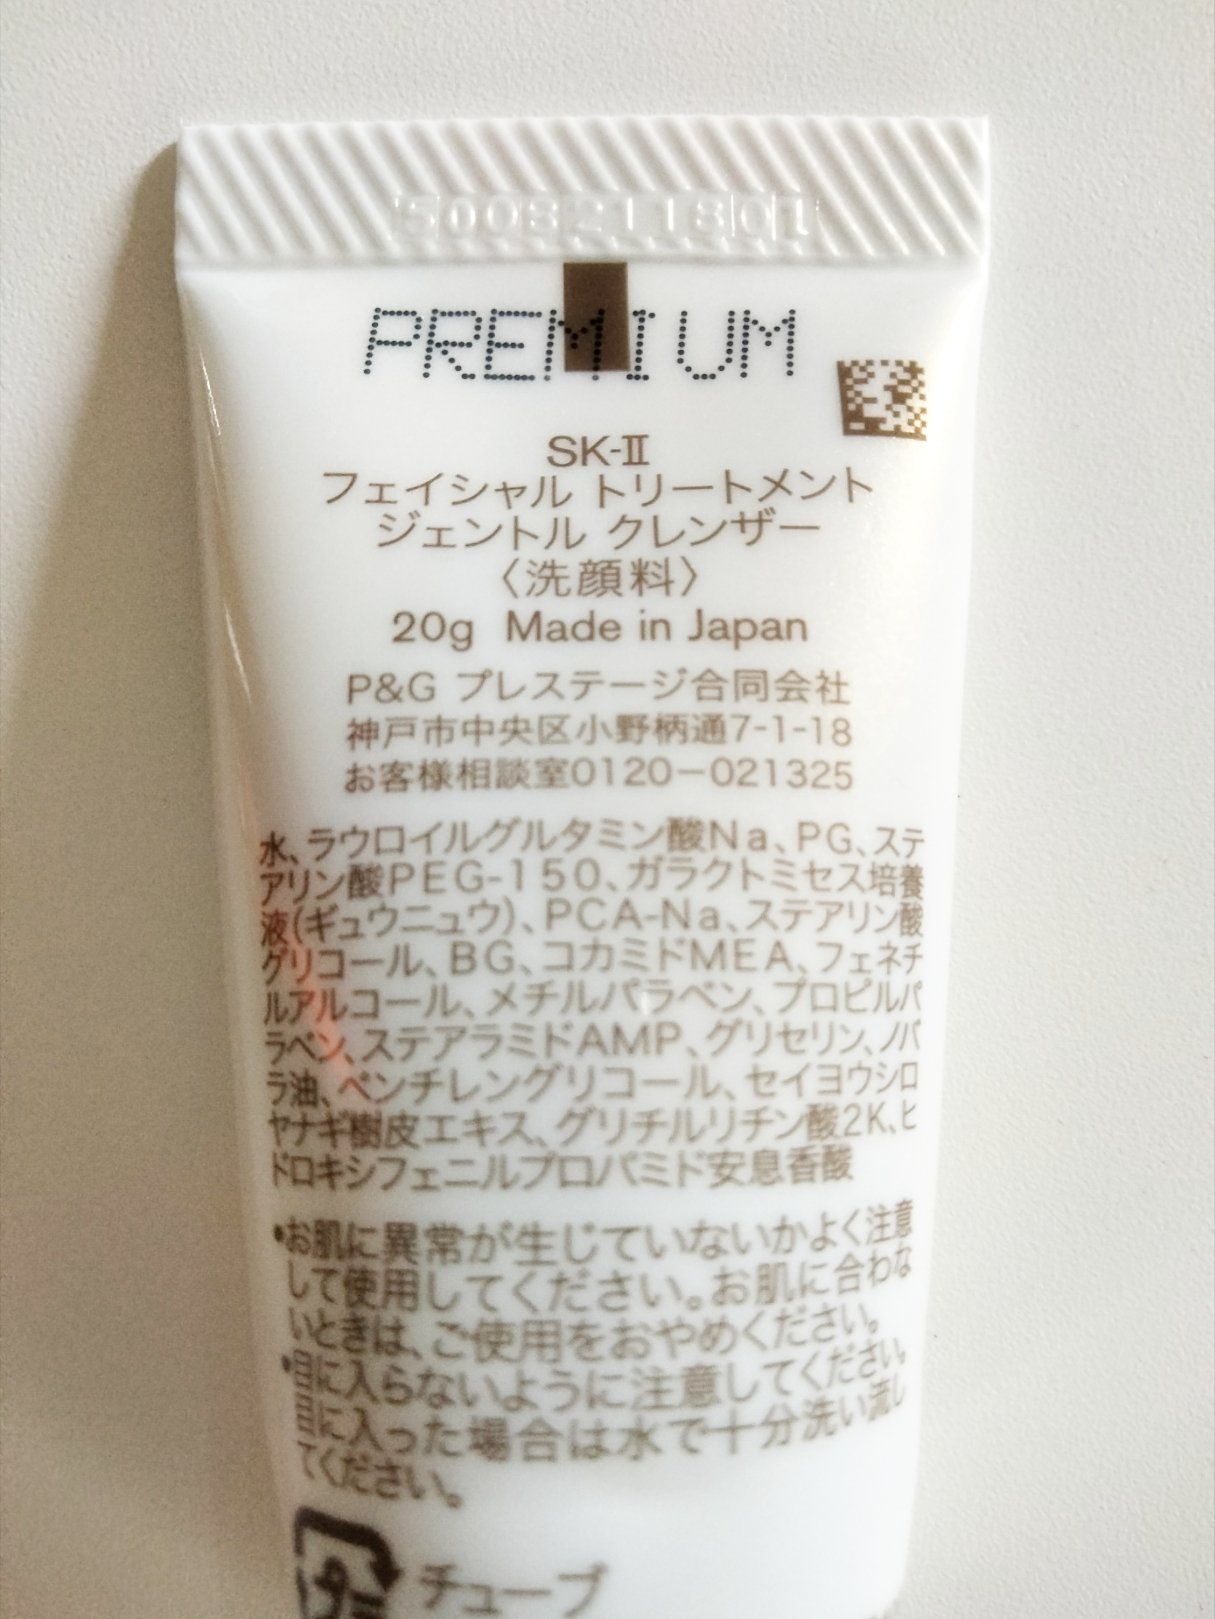 5008211801
PREMIUM
SK-II
フェイシャル トリートメント
ジェントル クレンザー
〈洗顔料〉
20g Made in Japan
P&G プレステージ合同会社
神戸市中央区小野柄通7-1-18
お客様相談室0120−021325
水、ラウロイルグルタミン酸Na、PG、ステ
アリン酸PEG-150、ガラクトミセス培養
液(ギュウニュウ)、PCA-Na、ステアリン酸
グリコール、BG、コカミドMEA、フェネチ
ルアルコール、メチルパラベン、プロピルパ
ラベン、ステアラミドAMP、グリセリン、ノバ
ラ油、ペンチレングリコール、セイヨウシロ
ヤナギ樹皮エキス、グリチルリチン酸2K、ヒ
ドロキシフェニルプロパミド安息香酸
•お肌に異常が生じていないかよく注意
して使用してください。お肌に合わな
いときは、ご使用をおやめください。
•目に入らないように注意してください。
目に入った場合は水で十分洗い流し
てください。
プラ チューブ